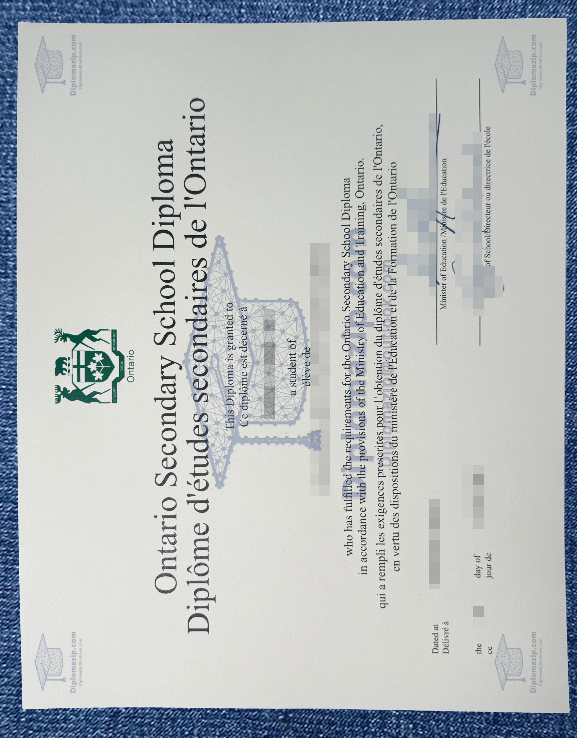 Ontario
Ontario Secondary School Diploma
Diplôme d'études secondaires de l'Ontario
This Diploma is granted to
Ce diplôme est décerné à
a student of
élève de
who has fulfilled the requirements for the Ontario Secondary School Diploma
in accordance with the provisions of the Ministry of Education and Training, Ontario.
qui a rempli les exigences prescrites pour l'obtention du diplôme d'études secondaires de l'Ontario,
en vertu des dispositions du ministère de l'Éducation et de la Formation de l'Ontario
Dated at
Délivré à
Minister of Education /Ministre de l'Éducation
the
ce
day of
jour de
of School/Directeur ou directrice de l'école
Diplomazip.com
Diplomazip.com
Diplomazip.com
Diplomazip.com